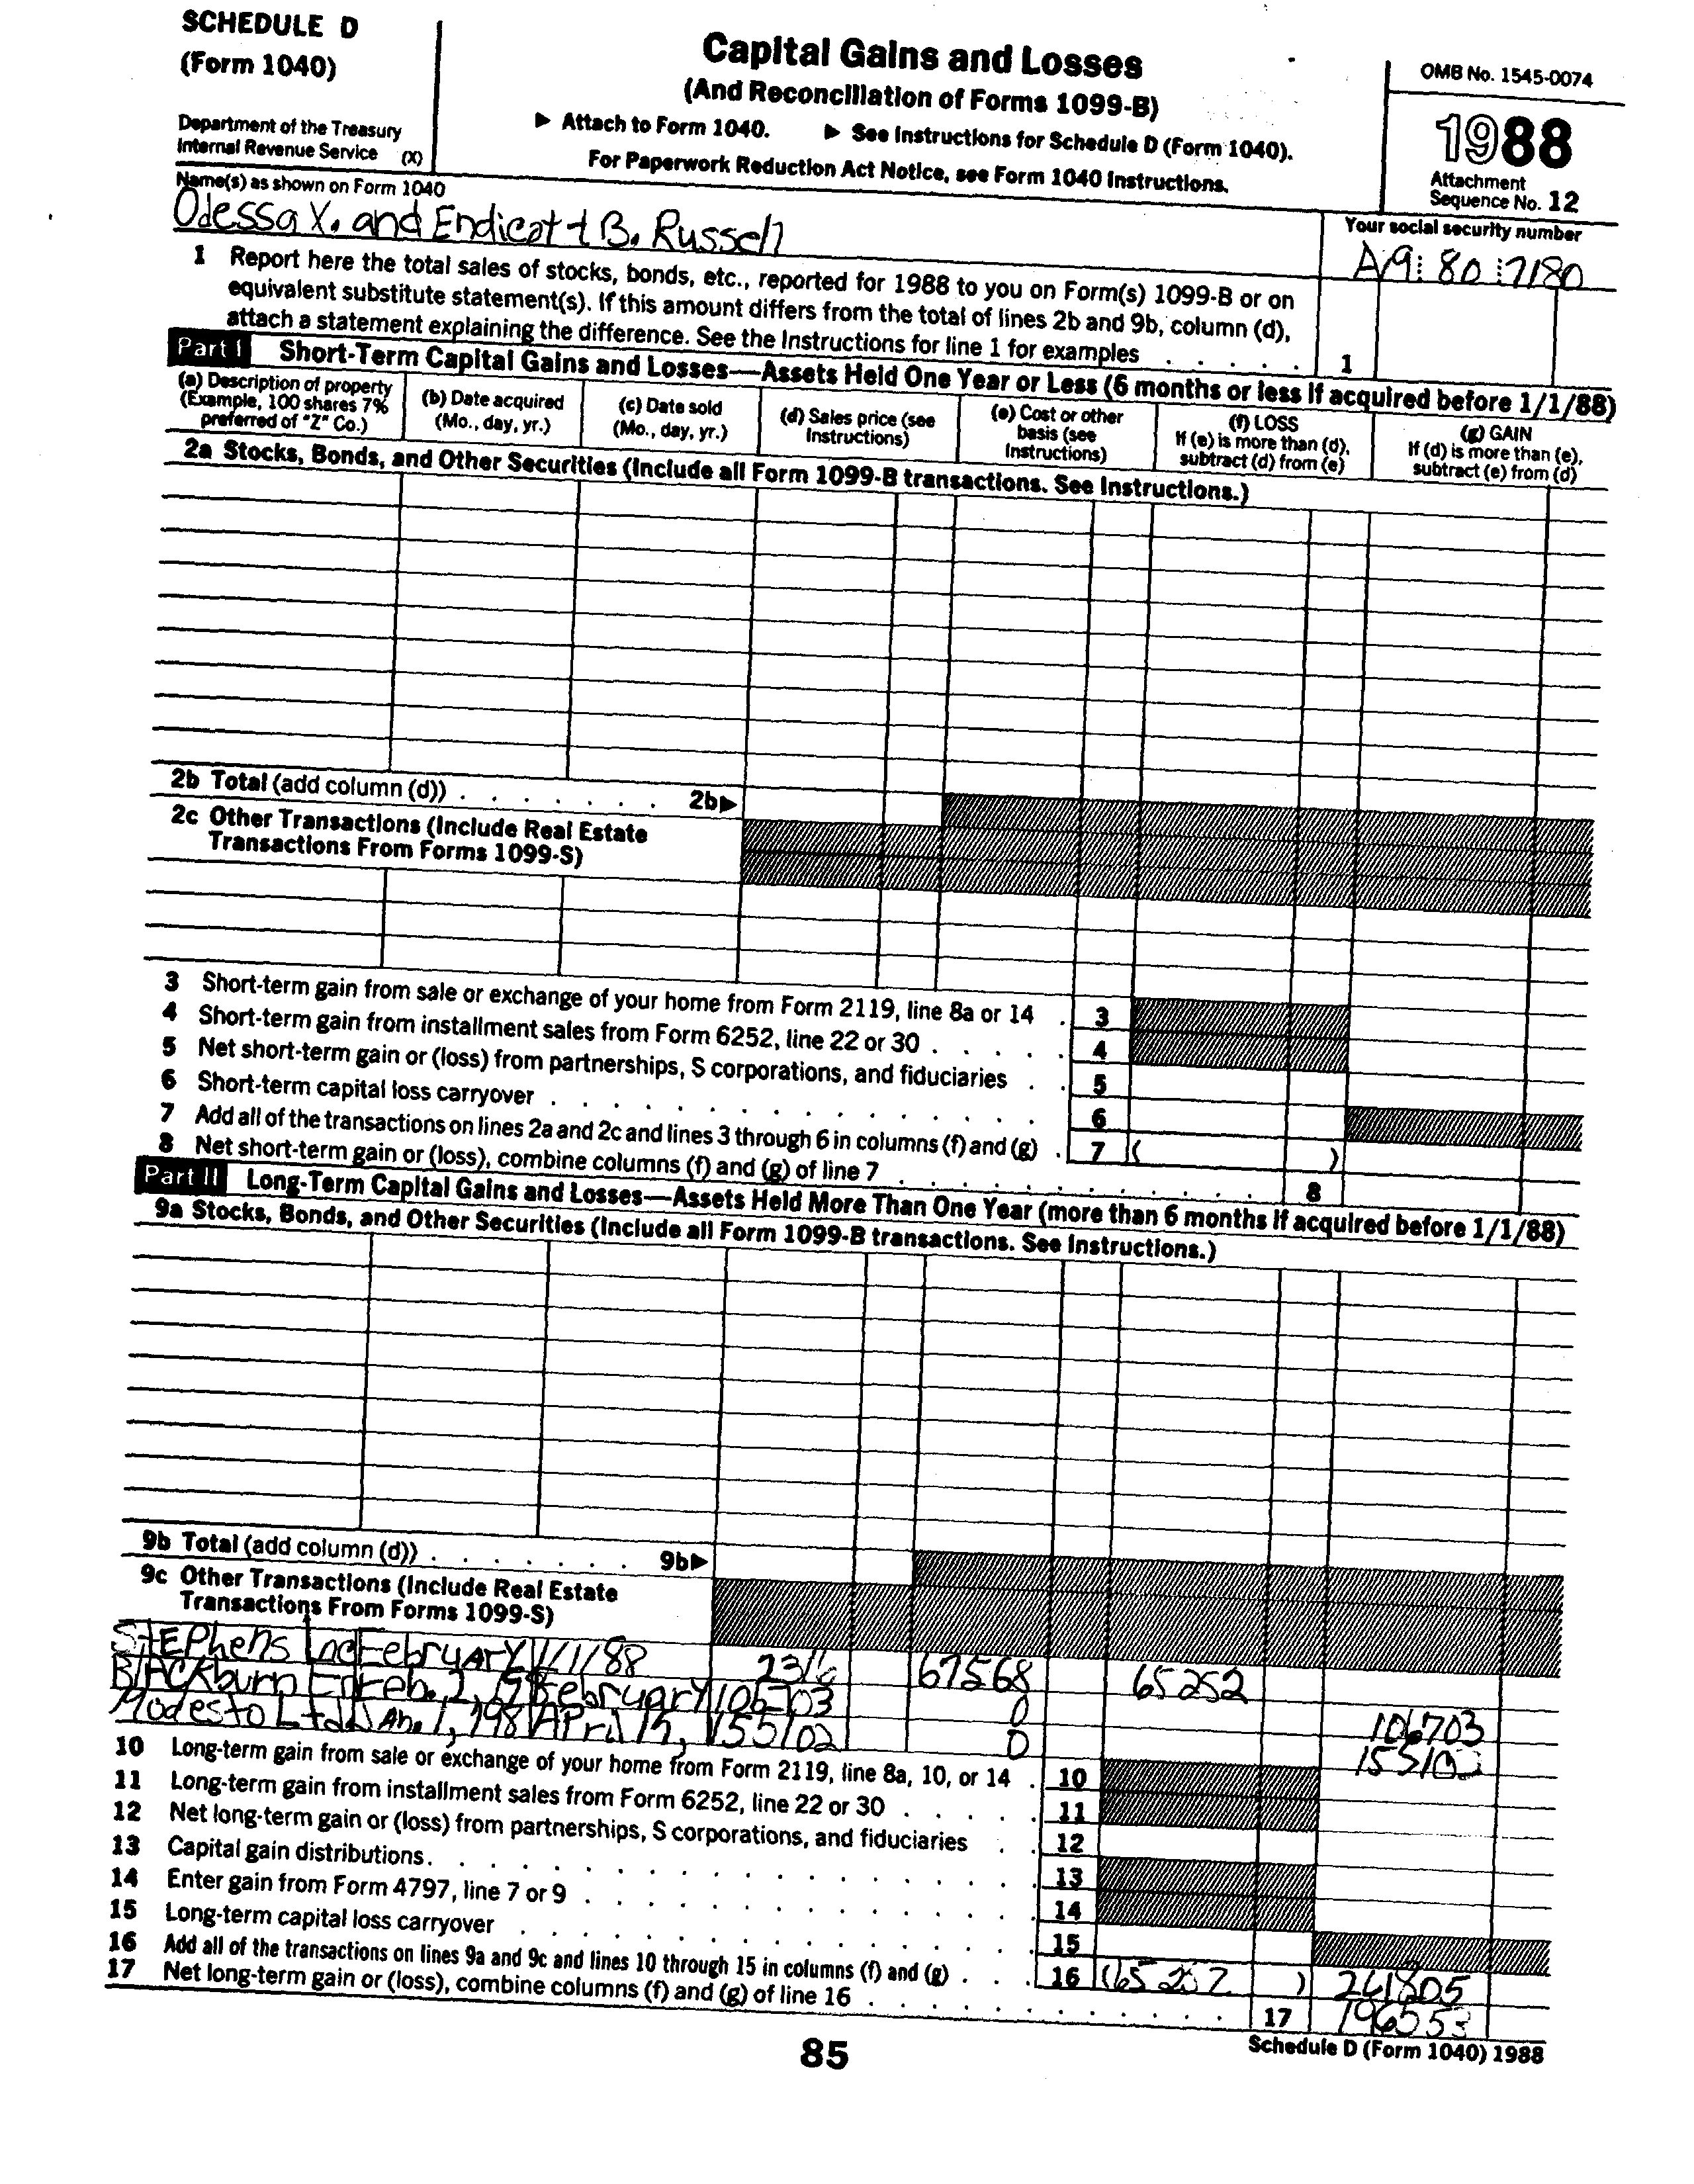 SCHEDULE D
(Form 1040)
Department of the Treasury
Internal Revenue Service (X)
Capital Gains and Losses
(And Reconciliation of Forms 1099-B)
▶ Attach to Form 1040. ▶ See Instructions for Schedule D (Form 1040).
For Paperwork Reduction Act Notice, see Form 1040 Instructions.
OMB No. 1545-0074
1988
Attachment
Sequence No. 12
Name(s) as shown on Form 1040
Odessa X. and Endicott B. Russell
Your social security number
A19 80 7180
1 Report here the total sales of stocks, bonds, etc., reported for 1988 to you on Form(s) 1099-B or on
equivalent substitute statement(s). If this amount differs from the total of lines 2b and 9b, column (d),
attach a statement explaining the difference. See the Instructions for line 1 for examples . . . . . 1
Part I Short-Term Capital Gains and Losses—Assets Held One Year or Less (6 months or less if acquired before 1/1/88)
(a) Description of property
(Example, 100 shares 7%
preferred of "Z" Co.)
(b) Date acquired
(Mo., day, yr.)
(c) Date sold
(Mo., day, yr.)
(d) Sales price (see
Instructions)
(e) Cost or other
basis (see
Instructions)
(f) LOSS
If (e) is more than (d),
subtract (d) from (e)
(g) GAIN
If (d) is more than (e),
subtract (e) from (d)
2a Stocks, Bonds, and Other Securities (Include all Form 1099-B transactions. See Instructions.)
2b Total (add column (d)) . . . . . . . 2b▶
2c Other Transactions (Include Real Estate
Transactions From Forms 1099-S)
3 Short-term gain from sale or exchange of your home from Form 2119, line 8a or 14 . 3
4 Short-term gain from installment sales from Form 6252, line 22 or 30 . . . . . 4
5 Net short-term gain or (loss) from partnerships, S corporations, and fiduciaries . . 5
6 Short-term capital loss carryover . . . . . . . . . . . . . . . . 6
7 Add all of the transactions on lines 2a and 2c and lines 3 through 6 in columns (f) and (g) . 7 ( )
8 Net short-term gain or (loss), combine columns (f) and (g) of line 7 . . . . . . . . . . . . 8
Part II Long-Term Capital Gains and Losses—Assets Held More Than One Year (more than 6 months if acquired before 1/1/88)
9a Stocks, Bonds, and Other Securities (Include all Form 1099-B transactions. See Instructions.)
9b Total (add column (d)) . . . . . . . 9b▶
9c Other Transactions (Include Real Estate
Transactions From Forms 1099-S)
Stephens Inc February 1/1/88 2316 67568 65252
Blackburn Feb. 2, February 106703 0 106703
Modesto Ltd Jan. 1, 198 April 15, 155102 0 155102
10 Long-term gain from sale or exchange of your home from Form 2119, line 8a, 10, or 14 . 10
11 Long-term gain from installment sales from Form 6252, line 22 or 30 . . . . . 11
12 Net long-term gain or (loss) from partnerships, S corporations, and fiduciaries . . 12
13 Capital gain distributions. . . . . . . . . . . . . . . . . . . 13
14 Enter gain from Form 4797, line 7 or 9 . . . . . . . . . . . . . . 14
15 Long-term capital loss carryover . . . . . . . . . . . . . . . . 15
16 Add all of the transactions on lines 9a and 9c and lines 10 through 15 in columns (f) and (g) . . . 16 (65252 ) 261805
17 Net long-term gain or (loss), combine columns (f) and (g) of line 16 . . . . . . . . . . . . 17 196553
85
Schedule D (Form 1040) 1988